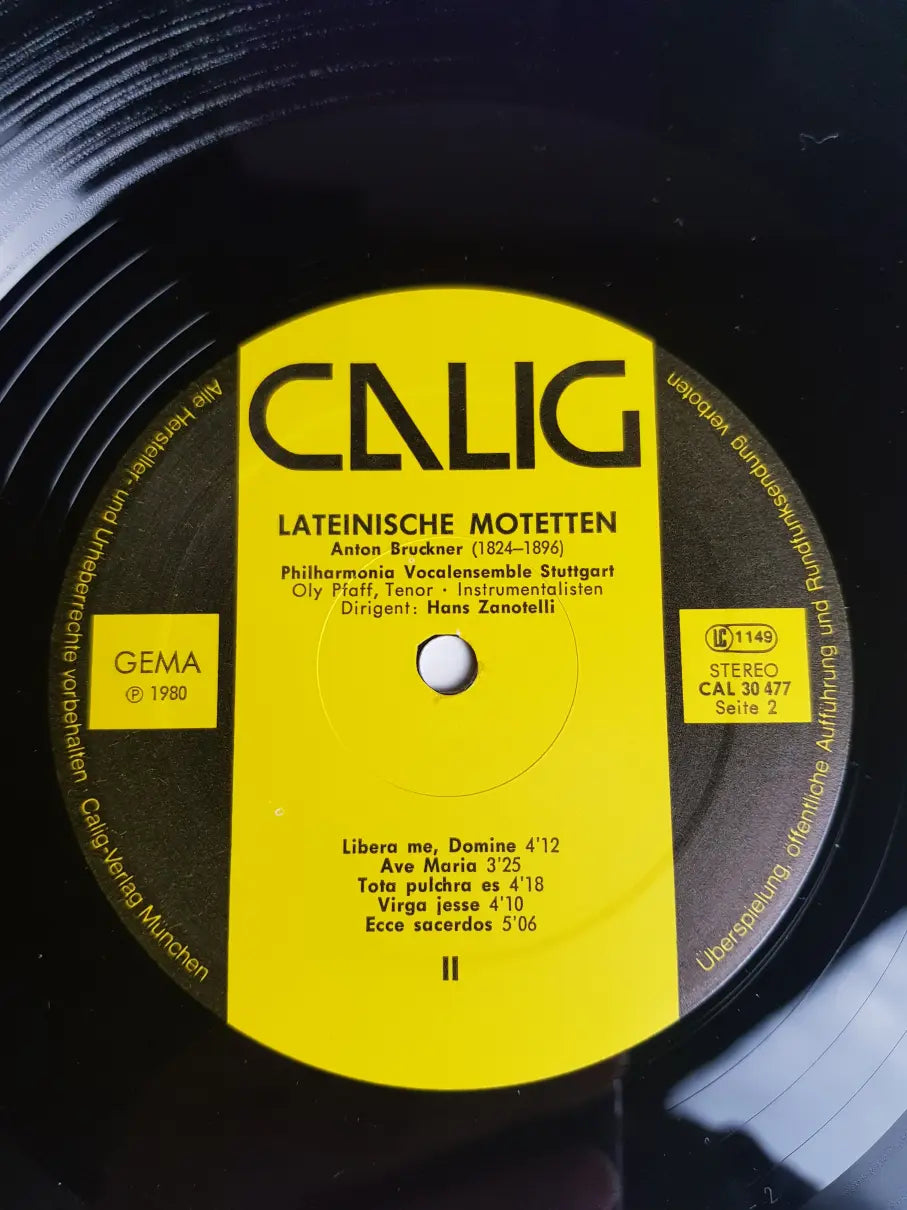 CALIG
LATEINISCHE MOTETTEN
Anton Bruckner (1824–1896)
Philharmonia Vocalensemble Stuttgart
Oly Pfaff, Tenor · Instrumentalisten
Dirigent: Hans Zanotelli
GEMA
℗ 1980
LC 1149
STEREO
CAL 30 477
Seite 2
Libera me, Domine 4'12
Ave Maria 3'25
Tota pulchra es 4'18
Virga jesse 4'10
Ecce sacerdos 5'06
II
Alle Hersteller- und Urheberrechte vorbehalten · Calig-Verlag München
Überspielung, öffentliche Aufführung und Rundfunksendung verboten
2